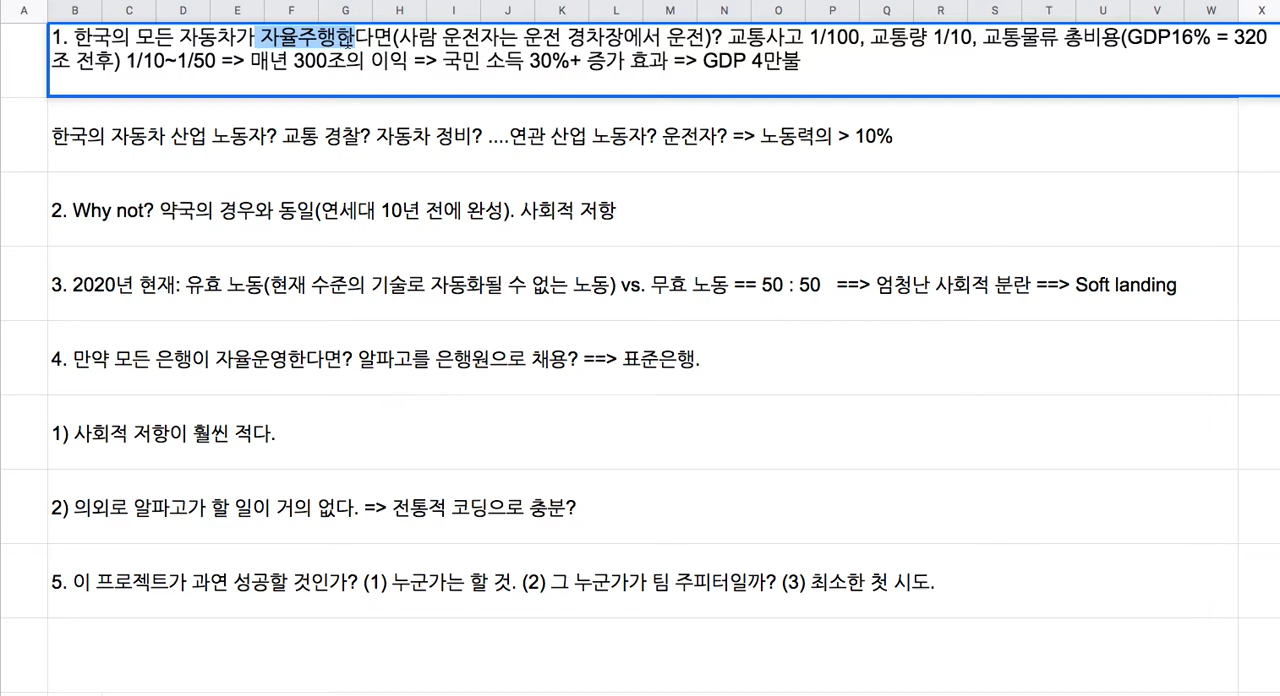 A B C D E F G H I J K L M N O P Q R S T U V W X
1. 한국의 모든 자동차가 자율주행한다면(사람 운전자는 운전 경차장에서 운전)? 교통사고 1/100, 교통량 1/10, 교통물류 총비용(GDP16% = 320
조 전후) 1/10~1/50 => 매년 300조의 이익 => 국민 소득 30%+ 증가 효과 => GDP 4만불
한국의 자동차 산업 노동자? 교통 경찰? 자동차 정비? ....연관 산업 노동자? 운전자? => 노동력의 > 10%
2. Why not? 약국의 경우와 동일(연세대 10년 전에 완성). 사회적 저항
3. 2020년 현재: 유효 노동(현재 수준의 기술로 자동화될 수 없는 노동) vs. 무효 노동 == 50 : 50 ==> 엄청난 사회적 분란 ==> Soft landing
4. 만약 모든 은행이 자율운영한다면? 알파고를 은행원으로 채용? ==> 표준은행.
1) 사회적 저항이 훨씬 적다.
2) 의외로 알파고가 할 일이 거의 없다. => 전통적 코딩으로 충분?
5. 이 프로젝트가 과연 성공할 것인가? (1) 누군가는 할 것. (2) 그 누군가가 팀 주피터일까? (3) 최소한 첫 시도.